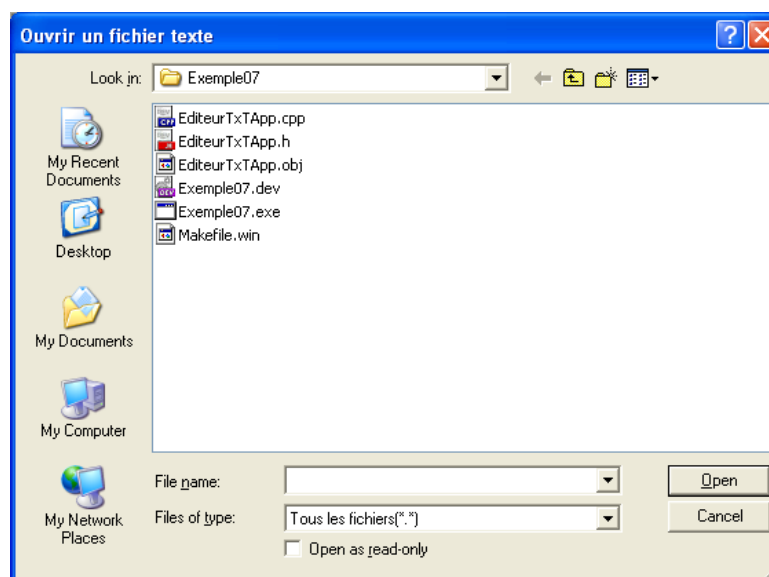 Ouvrir un fichier texte
Look in: Exemple07
EditeurTxTApp.cpp
EditeurTxTApp.h
EditeurTxTApp.obj
Exemple07.dev
Exemple07.exe
Makefile.win
My Recent
Documents
Desktop
My Documents
My Computer
My Network
Places
File name:
Open
Files of type: Tous les fichiers(*.*)
Cancel
Open as read-only